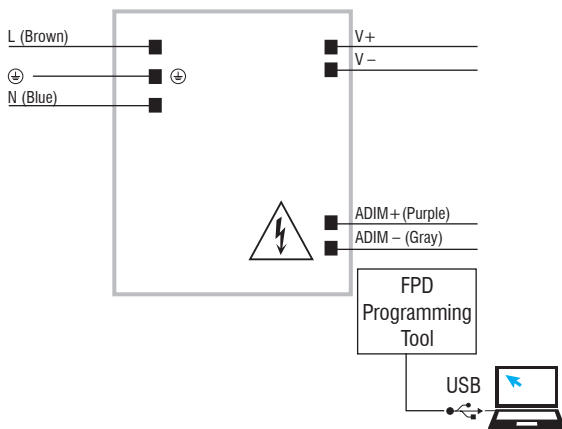 L (Brown)
N (Blue)
V+
V –
ADIM+ (Purple)
ADIM – (Gray)
FPD
Programming
Tool
USB